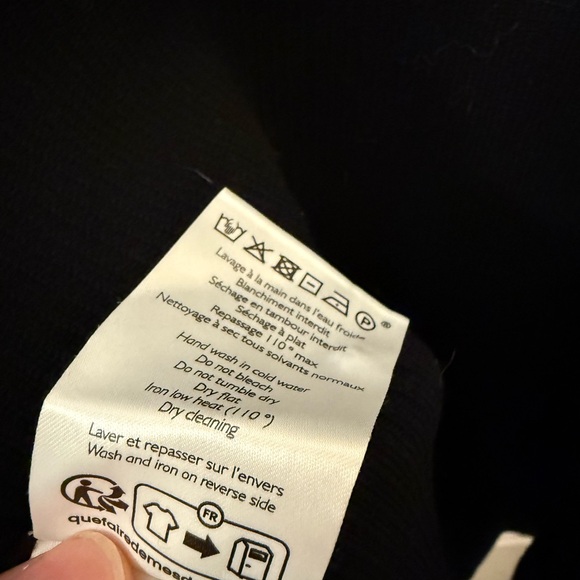 P ®
Lavage à la main dans l'eau froide
Blanchiment interdit
Séchage en tambour interdit
Séchage à plat
Repassage 110° max
Nettoyage à sec tous solvants normaux
Hand wash in cold water
Do not bleach
Do not tumble dry
Dry flat
Iron low heat (110°)
Dry cleaning
Laver et repasser sur l'envers
Wash and iron on reverse side
FR